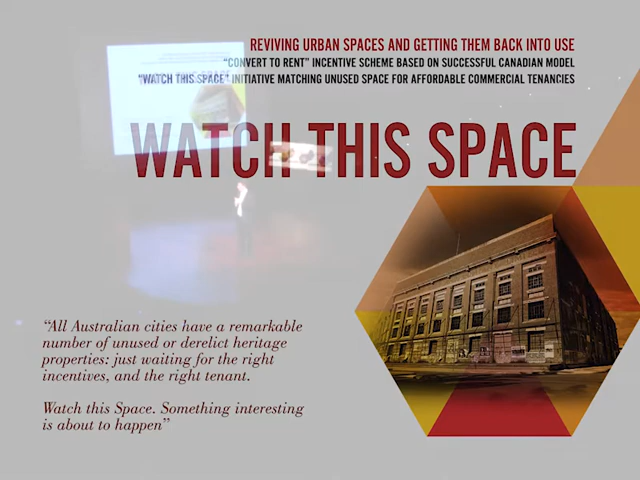 REVIVING URBAN SPACES AND GETTING THEM BACK INTO USE
“CONVERT TO RENT” INCENTIVE SCHEME BASED ON SUCCESSFUL CANADIAN MODEL
“WATCH THIS SPACE” INITIATIVE MATCHING UNUSED SPACE FOR AFFORDABLE COMMERCIAL TENANCIES
WATCH THIS SPACE
“All Australian cities have a remarkable
number of unused or derelict heritage
properties: just waiting for the right
incentives, and the right tenant.
Watch this Space. Something interesting
is about to happen”